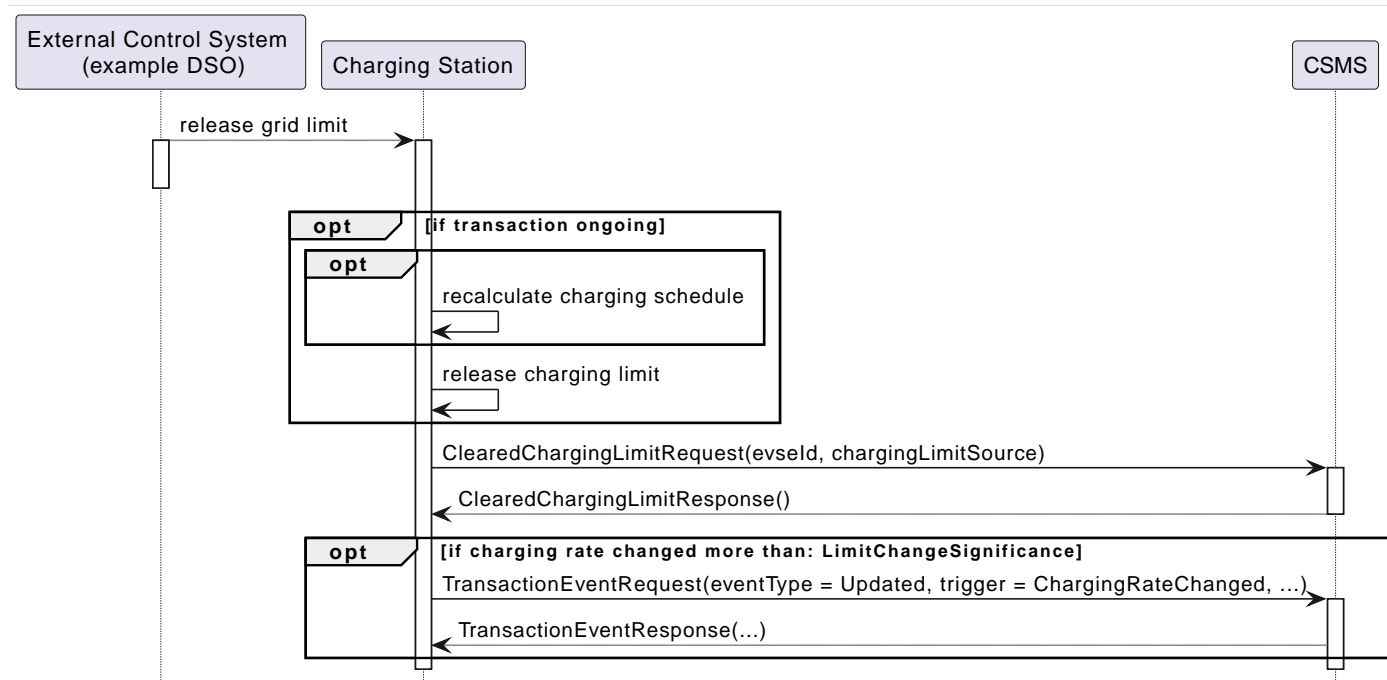 External Control System
(example DSO)
Charging Station
CSMS
release grid limit
opt [if transaction ongoing]
opt
recalculate charging schedule
release charging limit
ClearedChargingLimitRequest(evseId, chargingLimitSource)
ClearedChargingLimitResponse()
opt [if charging rate changed more than: LimitChangeSignificance]
TransactionEventRequest(eventType = Updated, trigger = ChargingRateChanged, ...)
TransactionEventResponse(...)